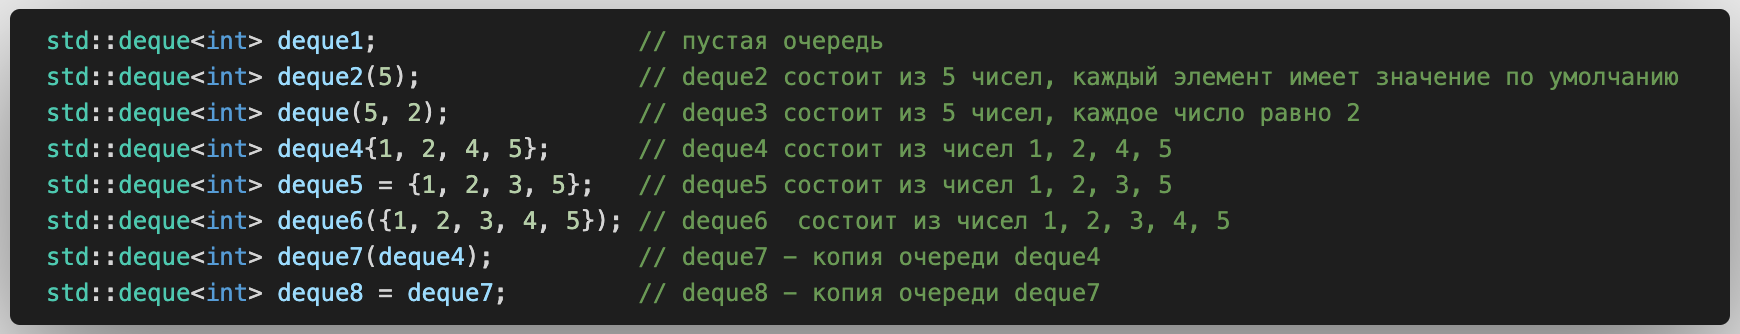 std::deque<int> deque1;                  // пустая очередь
std::deque<int> deque2(5);               // deque2 состоит из 5 чисел, каждый элемент имеет значение по умолчанию
std::deque<int> deque(5, 2);             // deque3 состоит из 5 чисел, каждое число равно 2
std::deque<int> deque4{1, 2, 4, 5};      // deque4 состоит из чисел 1, 2, 4, 5
std::deque<int> deque5 = {1, 2, 3, 5};   // deque5 состоит из чисел 1, 2, 3, 5
std::deque<int> deque6({1, 2, 3, 4, 5}); // deque6  состоит из чисел 1, 2, 3, 4, 5
std::deque<int> deque7(deque4);          // deque7 – копия очереди deque4
std::deque<int> deque8 = deque7;         // deque8 – копия очереди deque7